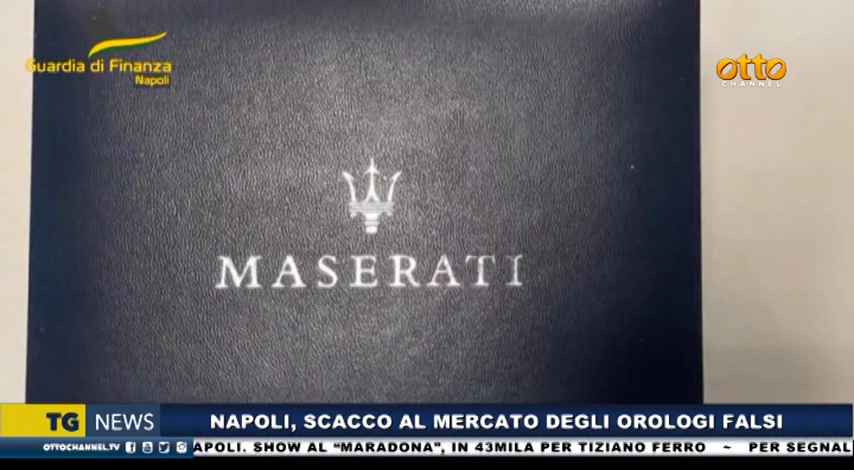 Guardia di Finanza
Napoli
otto
CHANNEL
MASERATI
TG NEWS
NAPOLI, SCACCO AL MERCATO DEGLI OROLOGI FALSI
OTTOCHANNEL.TV
APOLI. SHOW AL “MARADONA”, IN 43MILA PER TIZIANO FERRO ~ PER SEGNAL